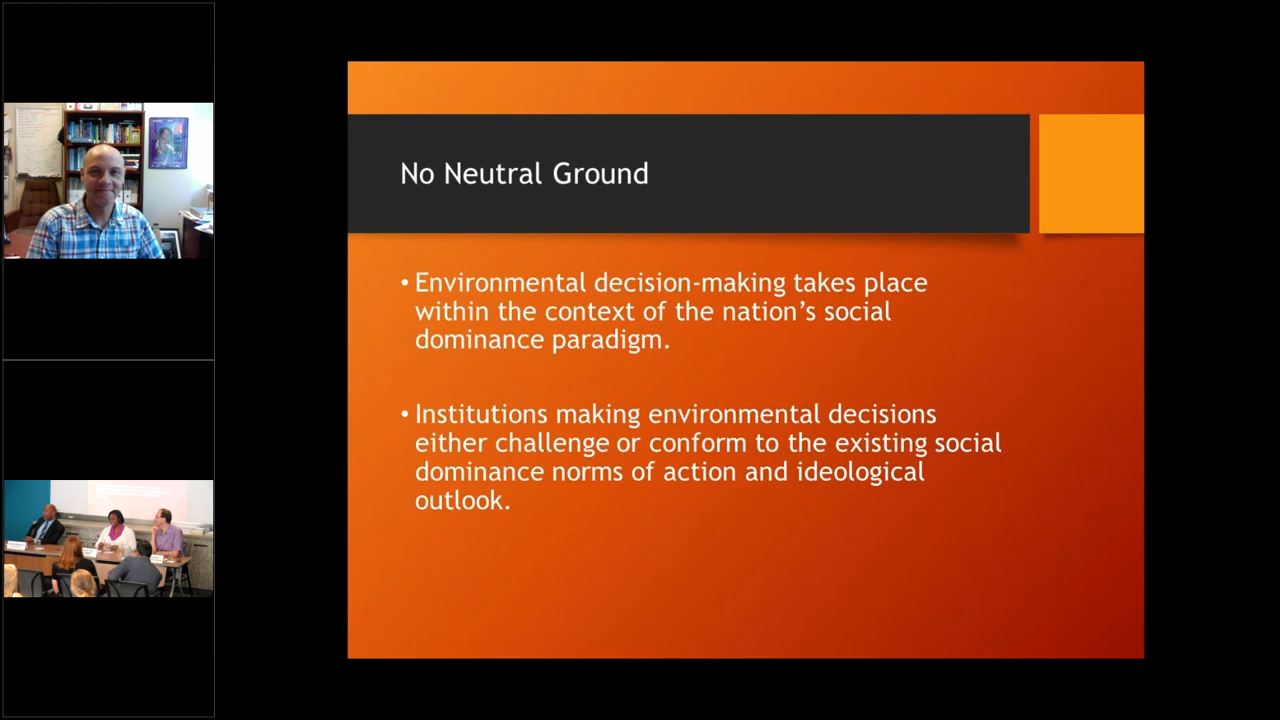 No Neutral Ground
• Environmental decision-making takes place
within the context of the nation's social
dominance paradigm.
• Institutions making environmental decisions
either challenge or conform to the existing social
dominance norms of action and ideological
outlook.